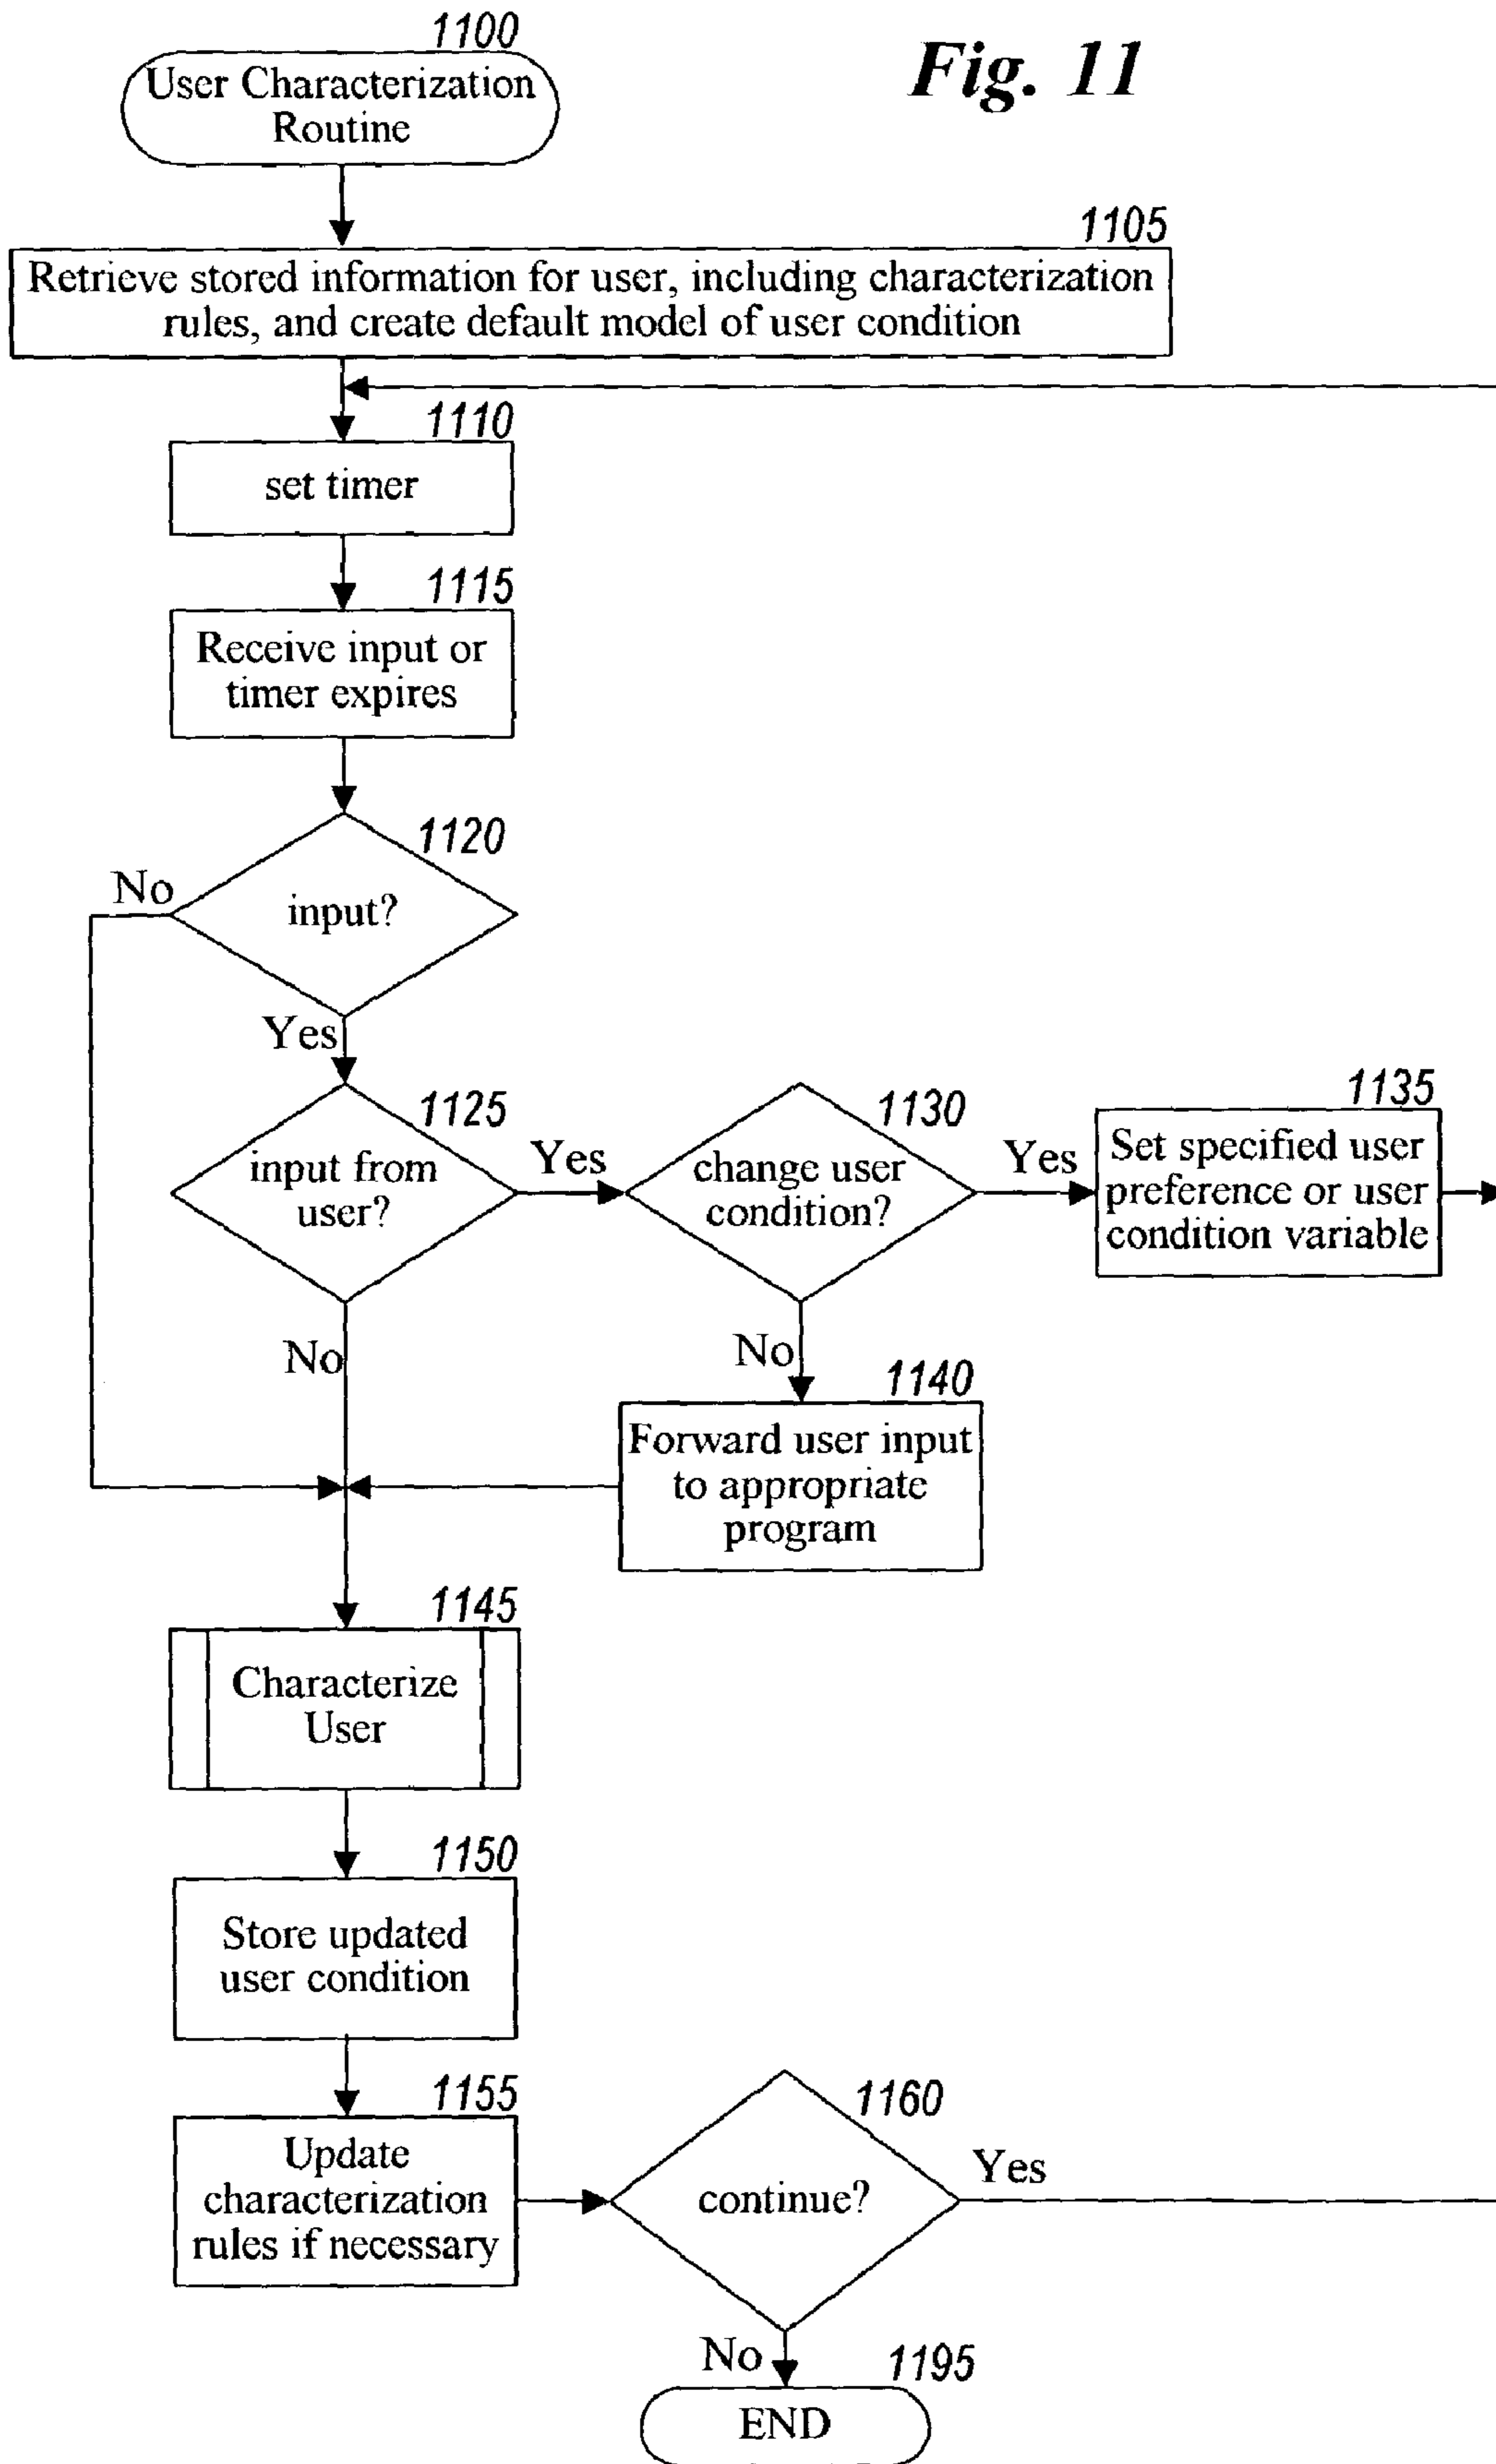 Fig. 11
1100
User Characterization
Routine
1105
Retrieve stored information for user, including characterization
rules, and create default model of user condition
1110
set timer
1115
Receive input or
timer expires
1120
No
input?
Yes
1125
input from
user?
Yes
1130
change user
condition?
Yes
1135
Set specified user
preference or user
condition variable
No
No
1140
Forward user input
to appropriate
program
1145
Characterize
User
1150
Store updated
user condition
1155
Update
characterization
rules if necessary
1160
continue?
Yes
No
1195
END